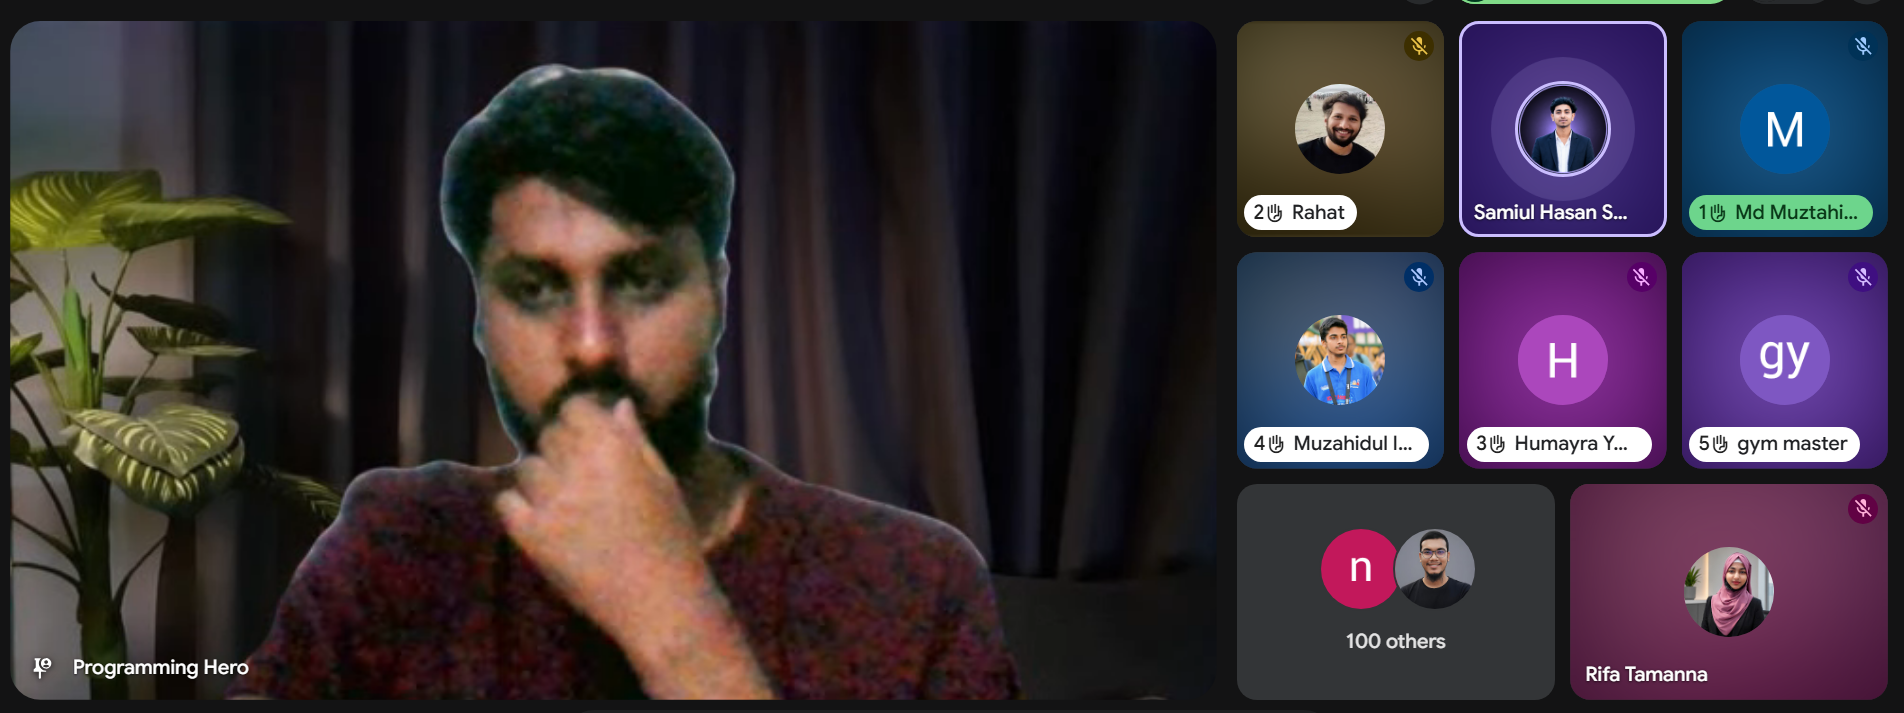 Programming Hero
2 Rahat
Samiul Hasan S...
M
1 Md Muztahi...
4 Muzahidul I...
H
3 Humayra Y...
gy
5 gym master
n
100 others
Rifa Tamanna